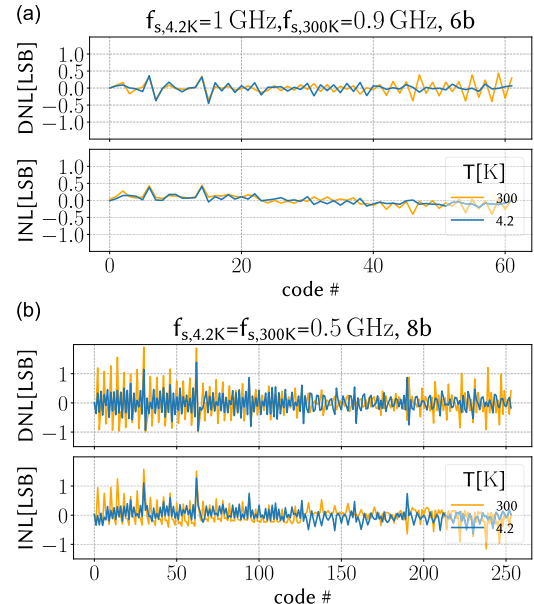 (a)
f_s,4.2K=1 GHz,f_s,300K=0.9 GHz, 6b
DNL[LSB]
1.0
0.5
0.0
−0.5
−1.0
INL[LSB]
1.0
0.5
0.0
−0.5
−1.0
T[K]
300
4.2
0 20 40 60
code #
(b)
f_s,4.2K=f_s,300K=0.5 GHz, 8b
DNL[LSB]
1
0
−1
INL[LSB]
1
0
−1
T[K]
300
4.2
0 50 100 150 200 250
code #